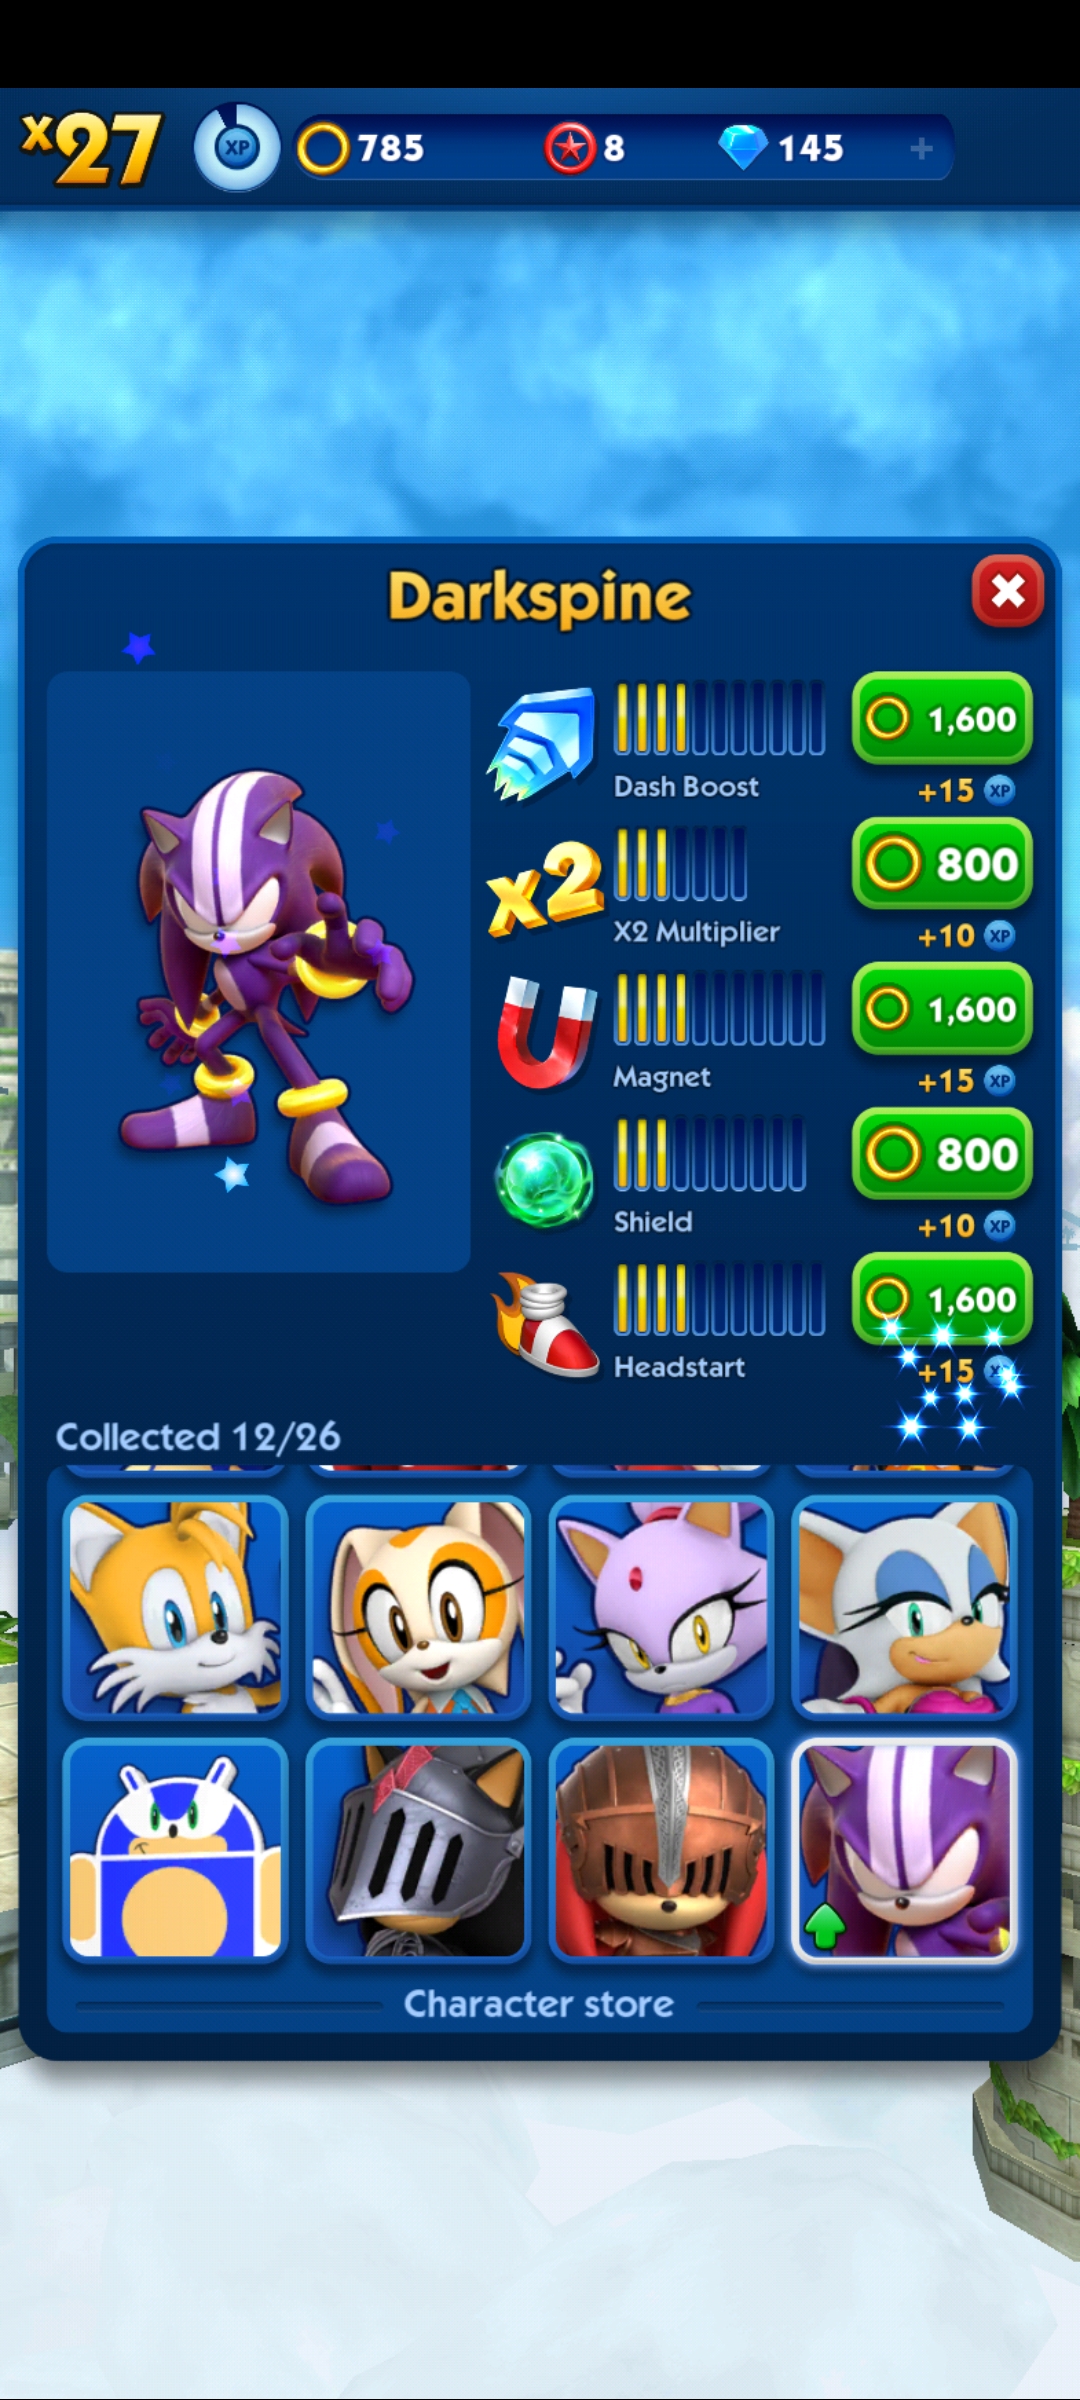 x27
XP
785
8
145
+
Darkspine
1,600
Dash Boost
+15 XP
x2
800
X2 Multiplier
+10 XP
1,600
Magnet
+15 XP
800
Shield
+10 XP
1,600
Headstart
+15
Collected 12/26
Character store